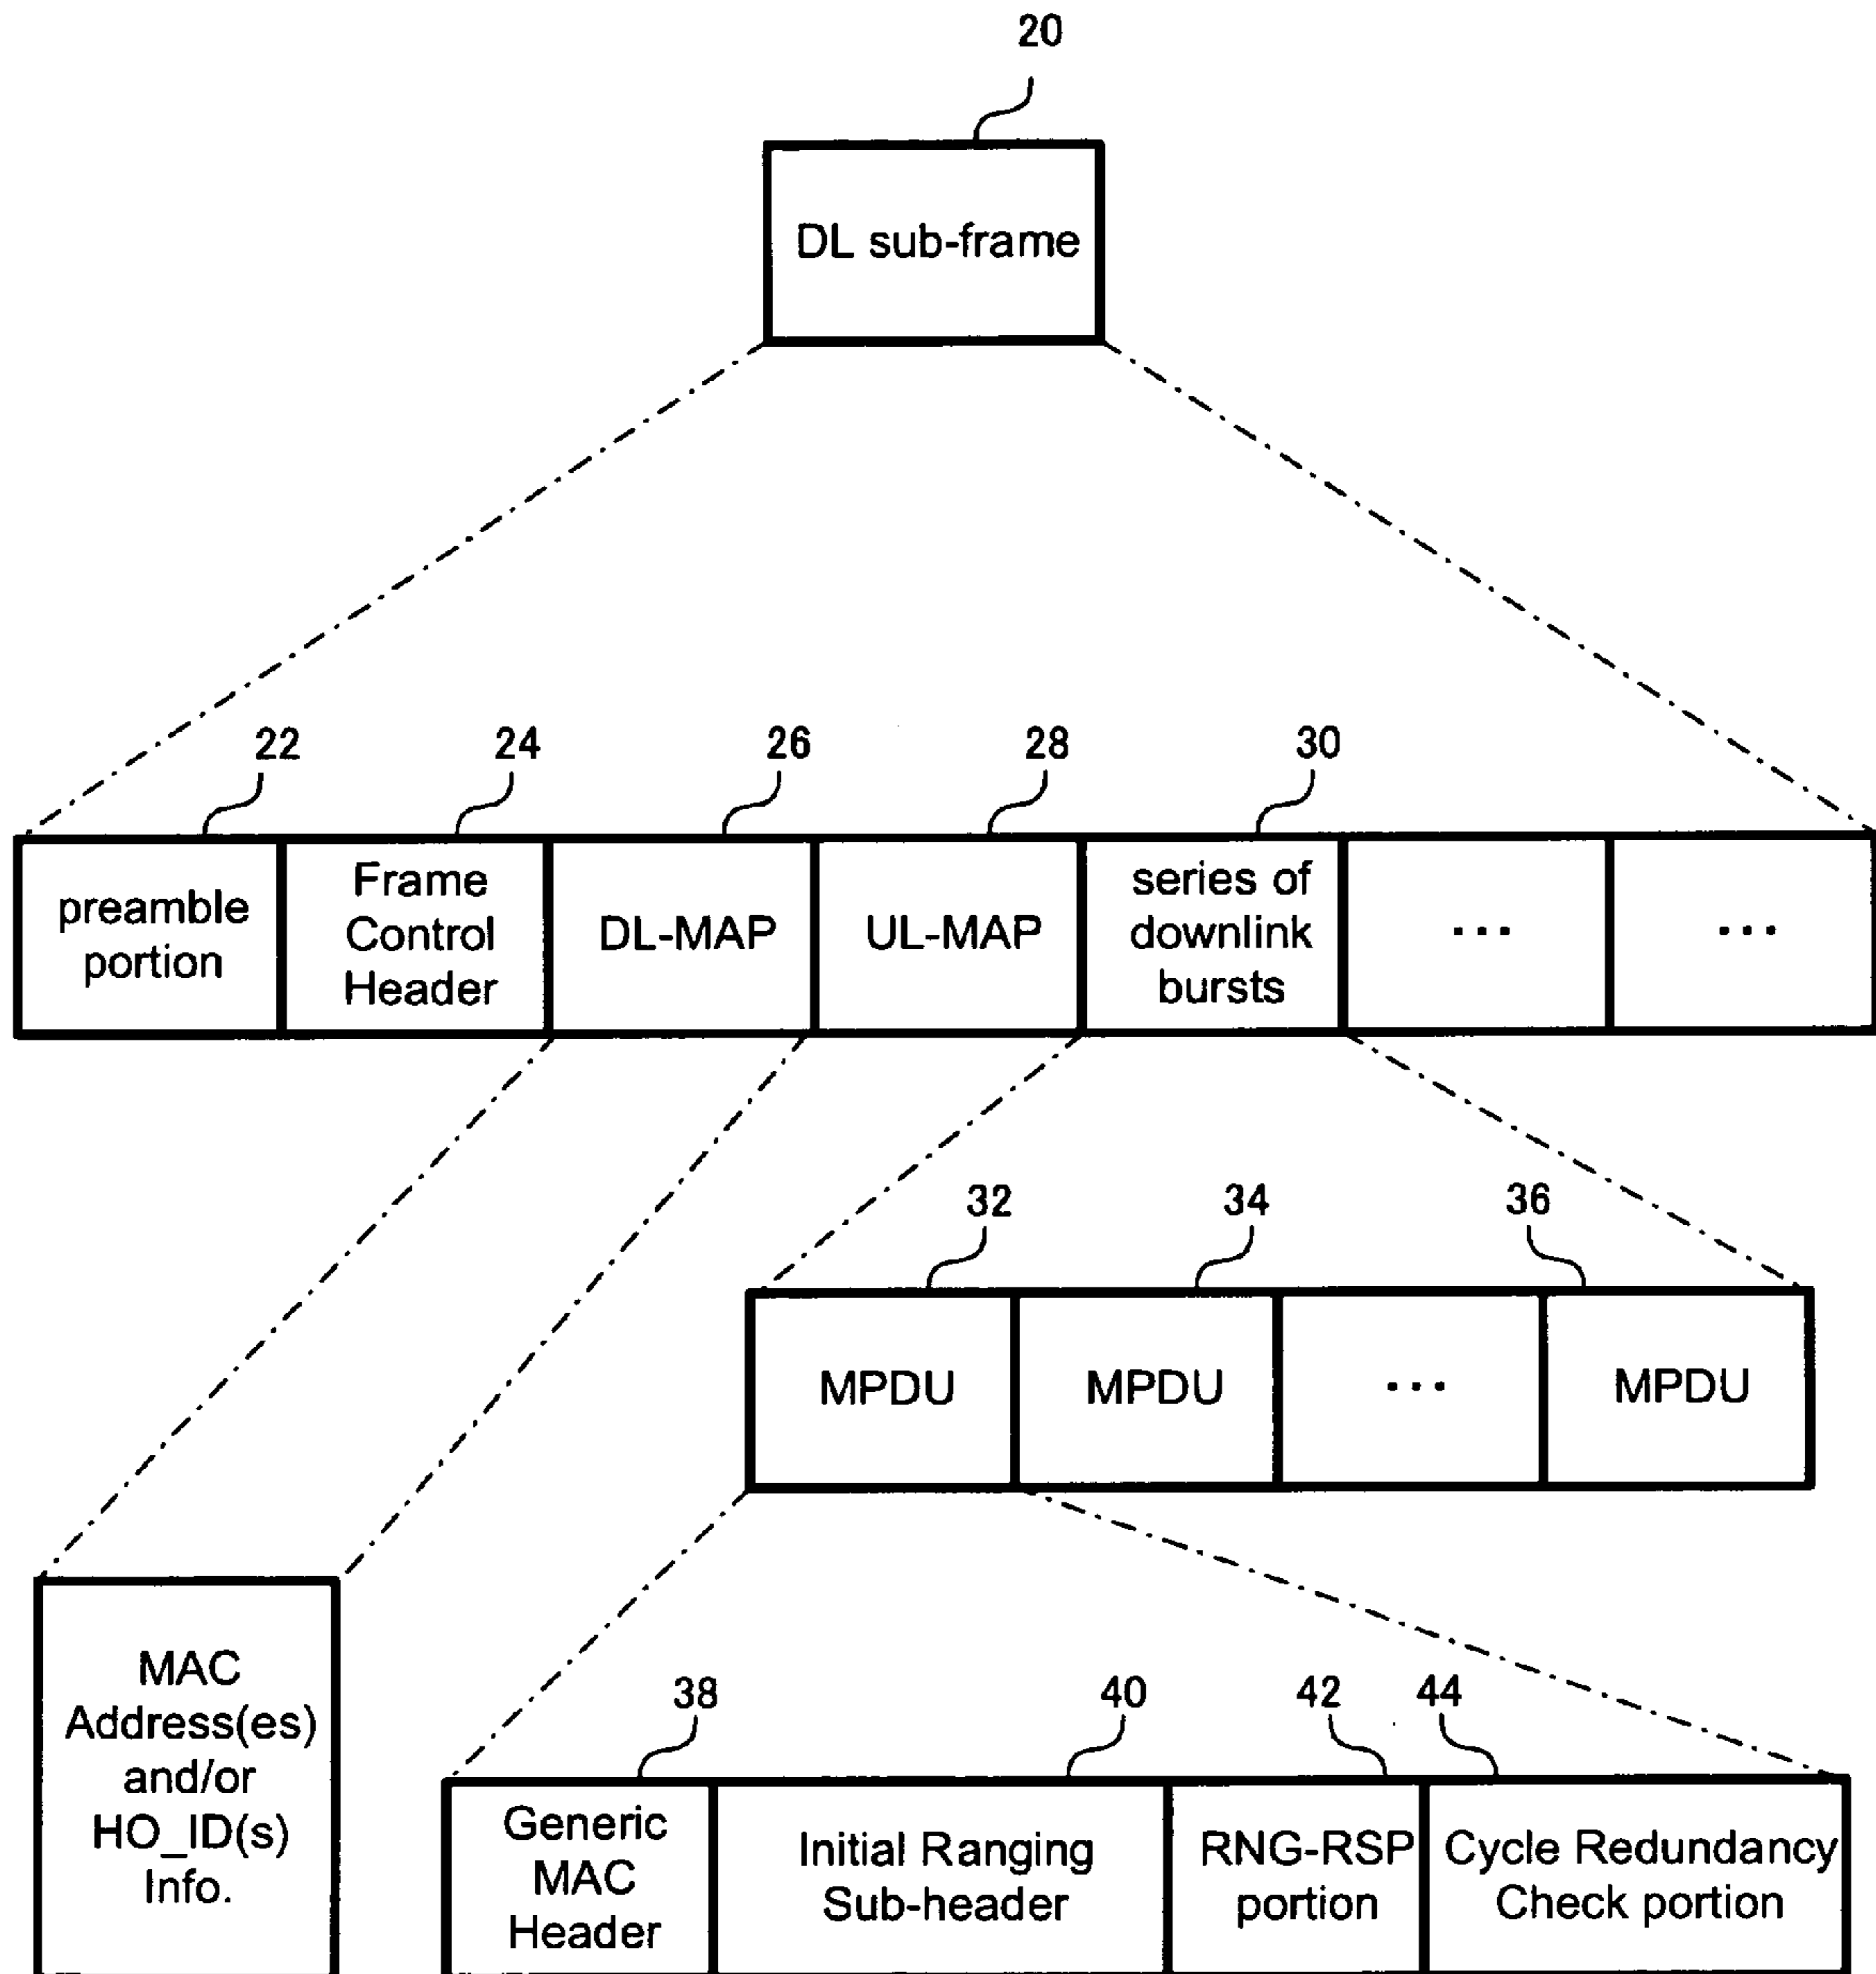 20
DL sub-frame
22
24
26
28
30
preamble
portion
Frame
Control
Header
DL-MAP
UL-MAP
series of
downlink
bursts
...
...
32
34
36
MPDU
MPDU
...
MPDU
MAC
Address(es)
and/or
HO_ID(s)
Info.
38
40
42
44
Generic
MAC
Header
Initial Ranging
Sub-header
RNG-RSP
portion
Cycle Redundancy
Check portion